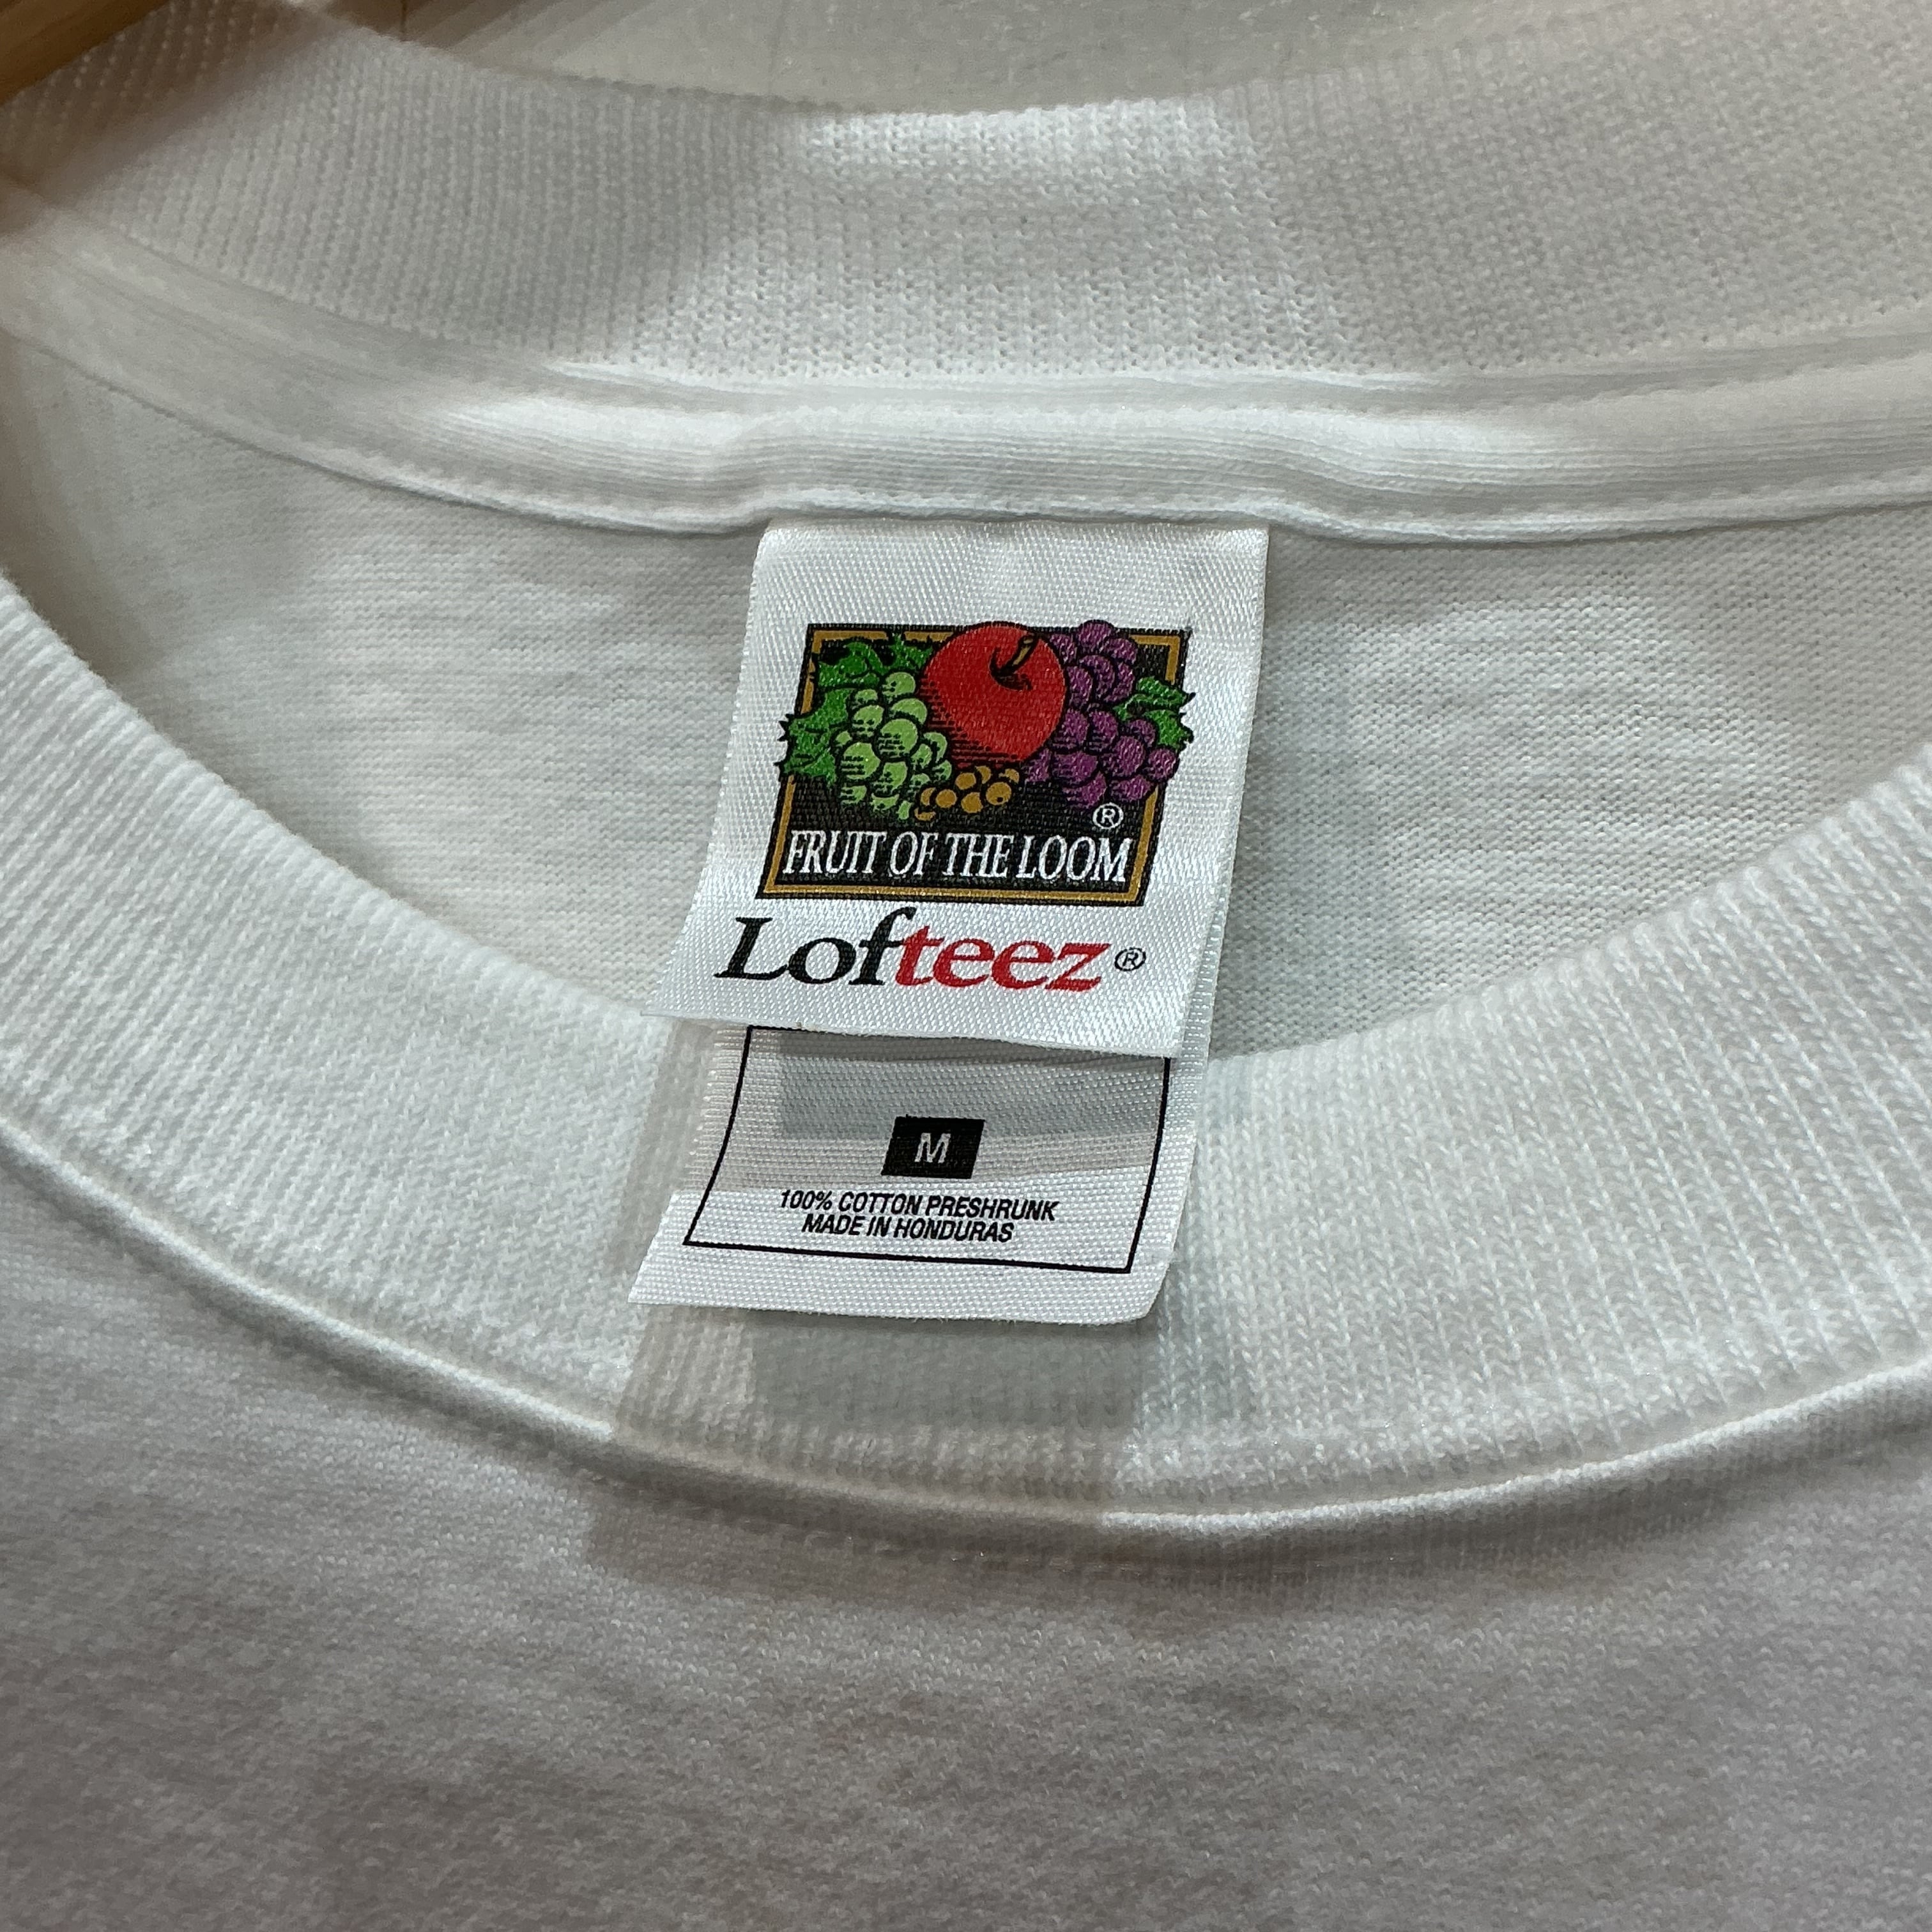 ®
FRUIT OF THE LOOM
Lofteez®
M
100% COTTON PRESHRUNK
MADE IN HONDURAS